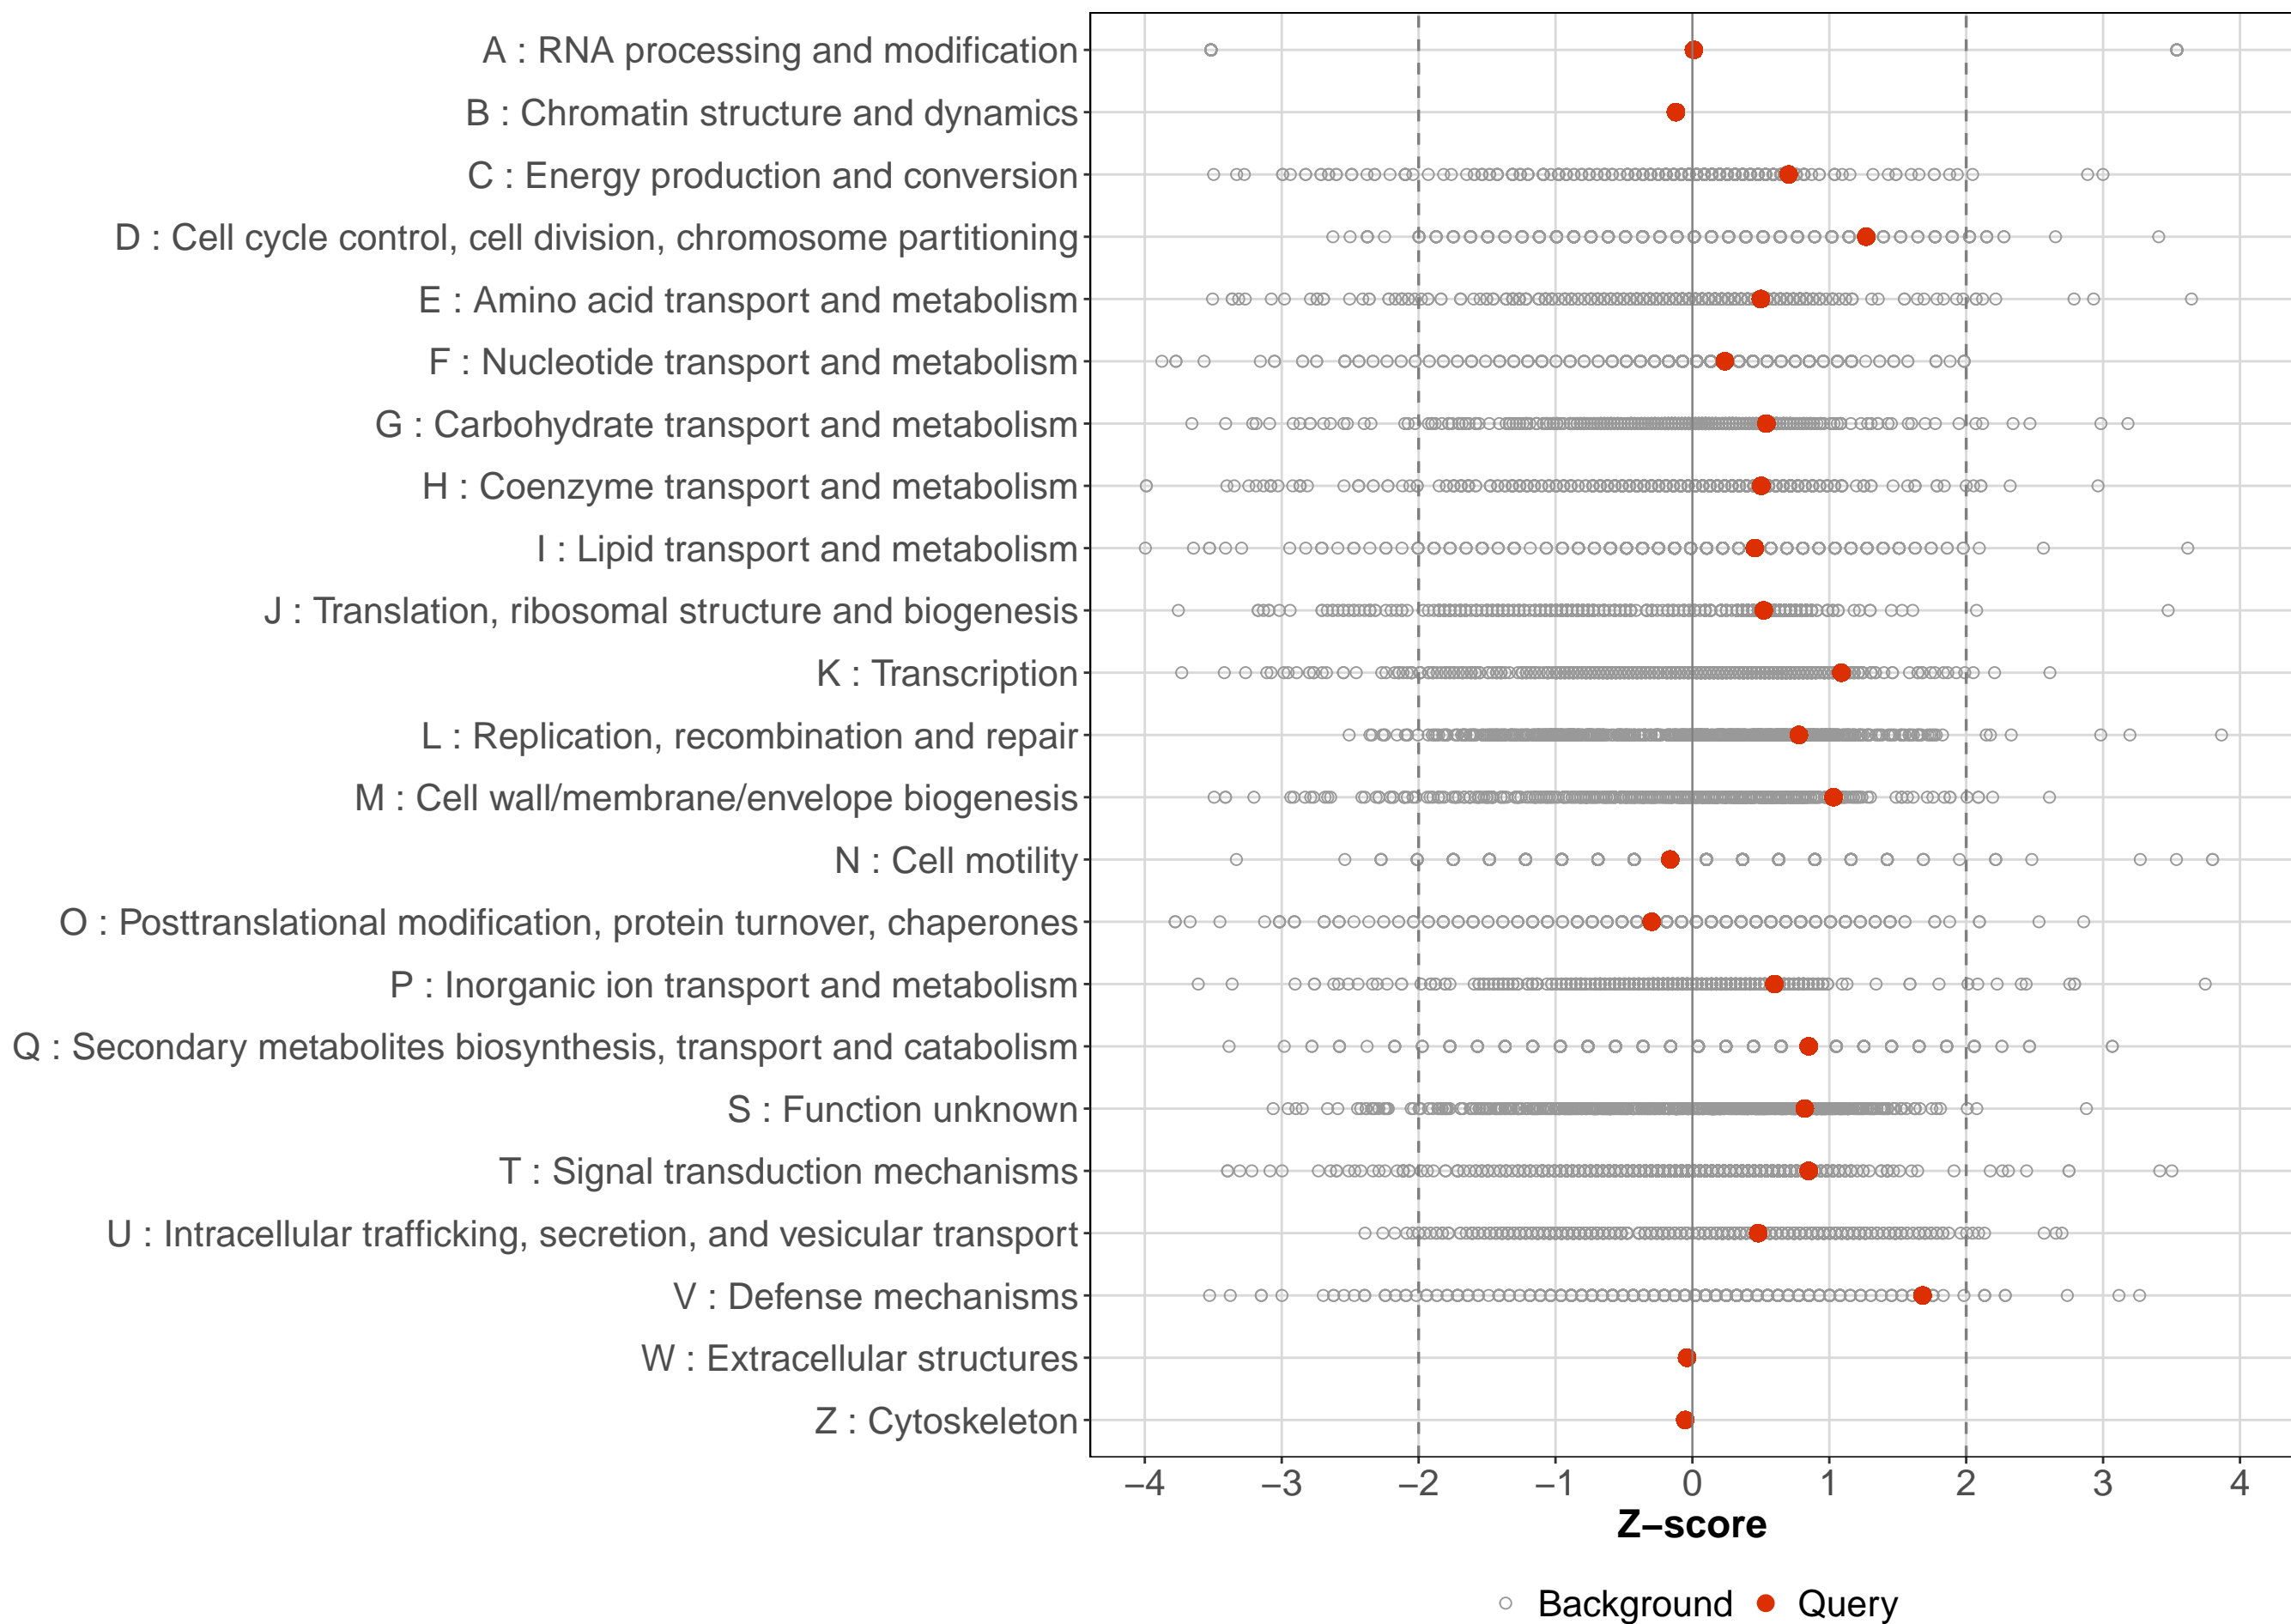 A : RNA processing and modification
B : Chromatin structure and dynamics
C : Energy production and conversion
D : Cell cycle control, cell division, chromosome partitioning
E : Amino acid transport and metabolism
F : Nucleotide transport and metabolism
G : Carbohydrate transport and metabolism
H : Coenzyme transport and metabolism
I : Lipid transport and metabolism
J : Translation, ribosomal structure and biogenesis
K : Transcription
L : Replication, recombination and repair
M : Cell wall/membrane/envelope biogenesis
N : Cell motility
O : Posttranslational modification, protein turnover, chaperones
P : Inorganic ion transport and metabolism
Q : Secondary metabolites biosynthesis, transport and catabolism
S : Function unknown
T : Signal transduction mechanisms
U : Intracellular trafficking, secretion, and vesicular transport
V : Defense mechanisms
W : Extracellular structures
Z : Cytoskeleton
−4 −3 −2 −1 0 1 2 3 4
Z−score
Background Query